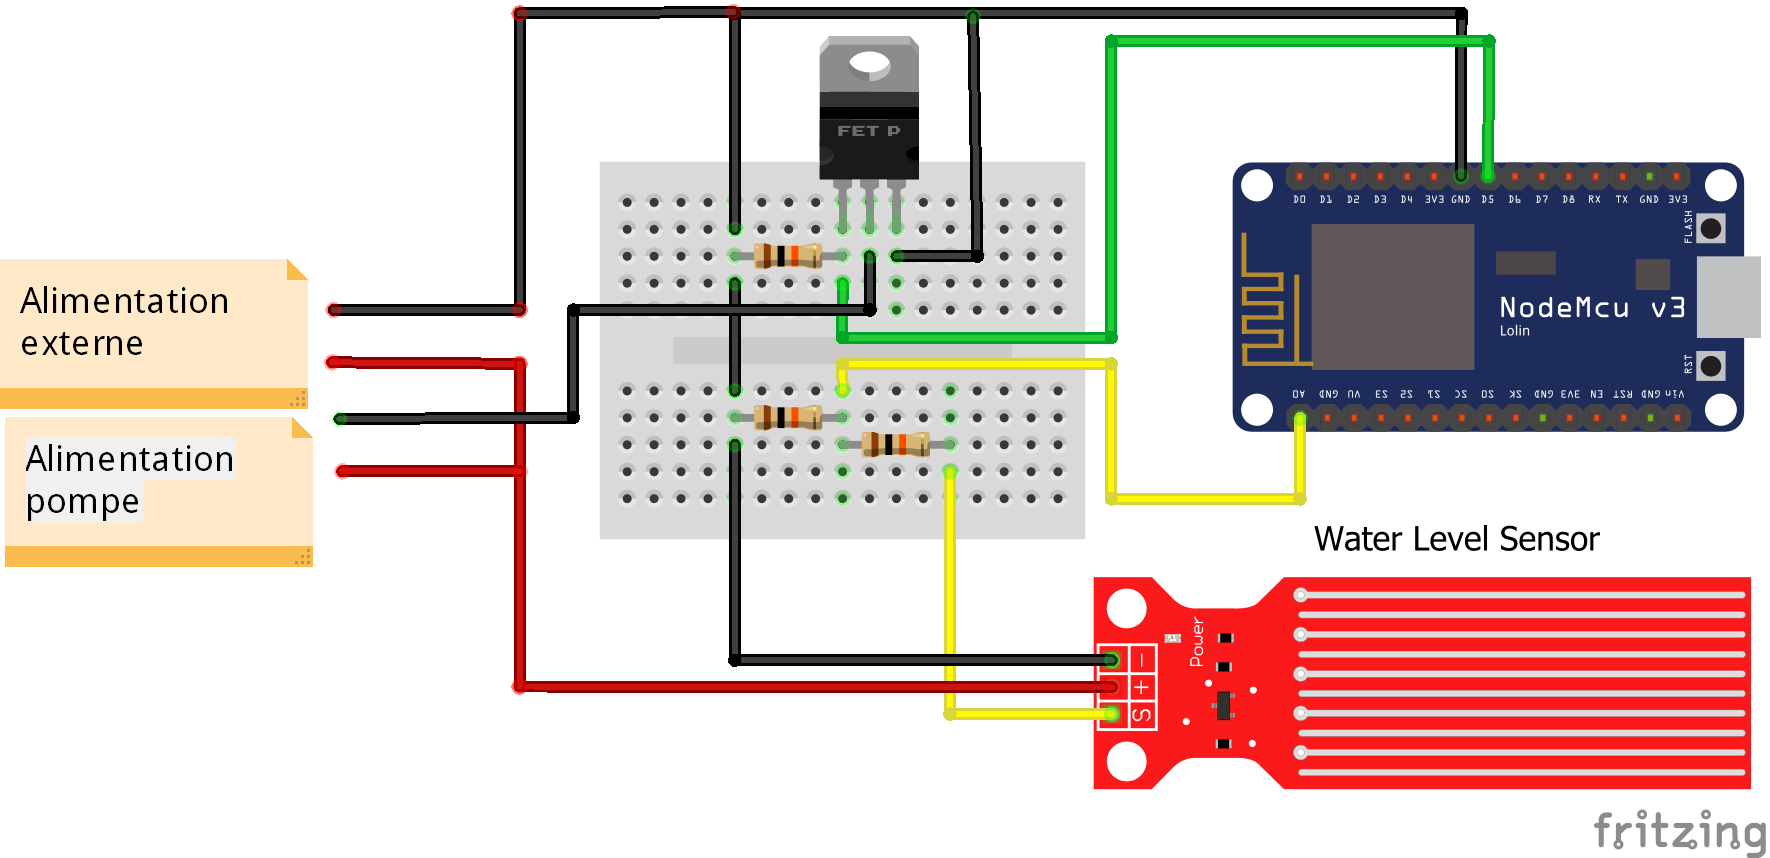 FET P
Alimentation
externe
Alimentation
pompe
D0 D1 D2 D3 D4 3V3 GND D5 D6 D7 D8 RX TX GND 3V3
FLASH
NodeMcu v3
Lolin
RST
A0 GND VU S3 S2 S1 SC S0 SK GND 3V3 EN RST GND Vin
Water Level Sensor
Power
-
+
S
fritzing